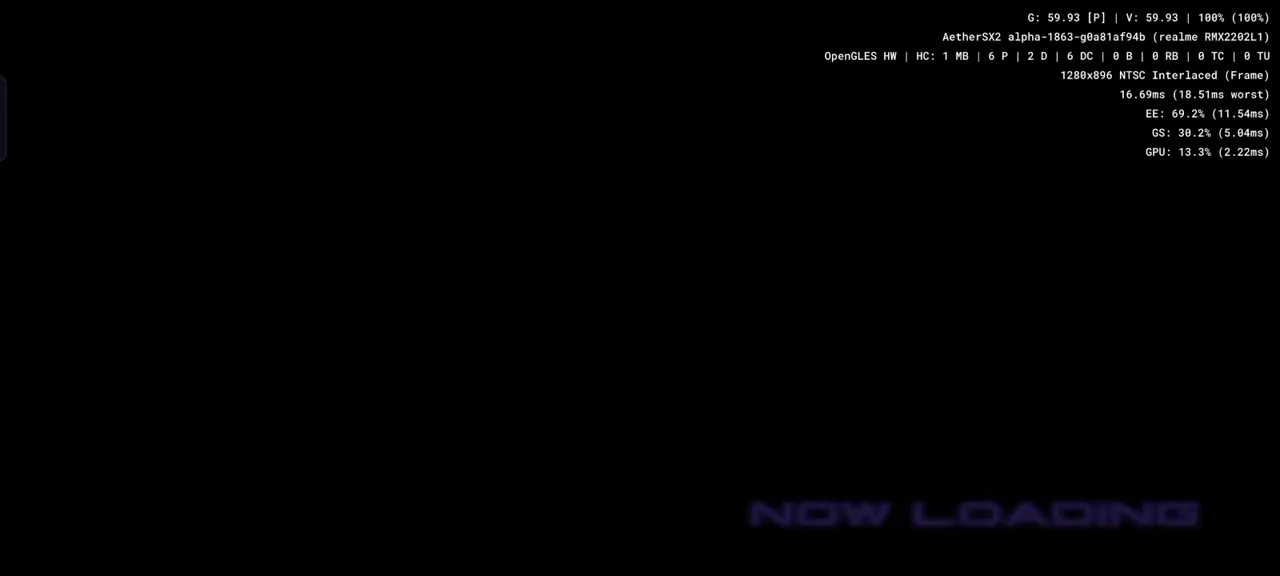 G: 59.93 [P] | V: 59.93 | 100% (100%)
AetherSX2 alpha-1863-g0a81af94b (realme RMX2202L1)
OpenGLES HW | HC: 1 MB | 6 P | 2 D | 6 DC | 0 B | 0 RB | 0 TC | 0 TU
1280x896 NTSC Interlaced (Frame)
16.69ms (18.51ms worst)
EE: 69.2% (11.54ms)
GS: 30.2% (5.04ms)
GPU: 13.3% (2.22ms)
NOW LOADING